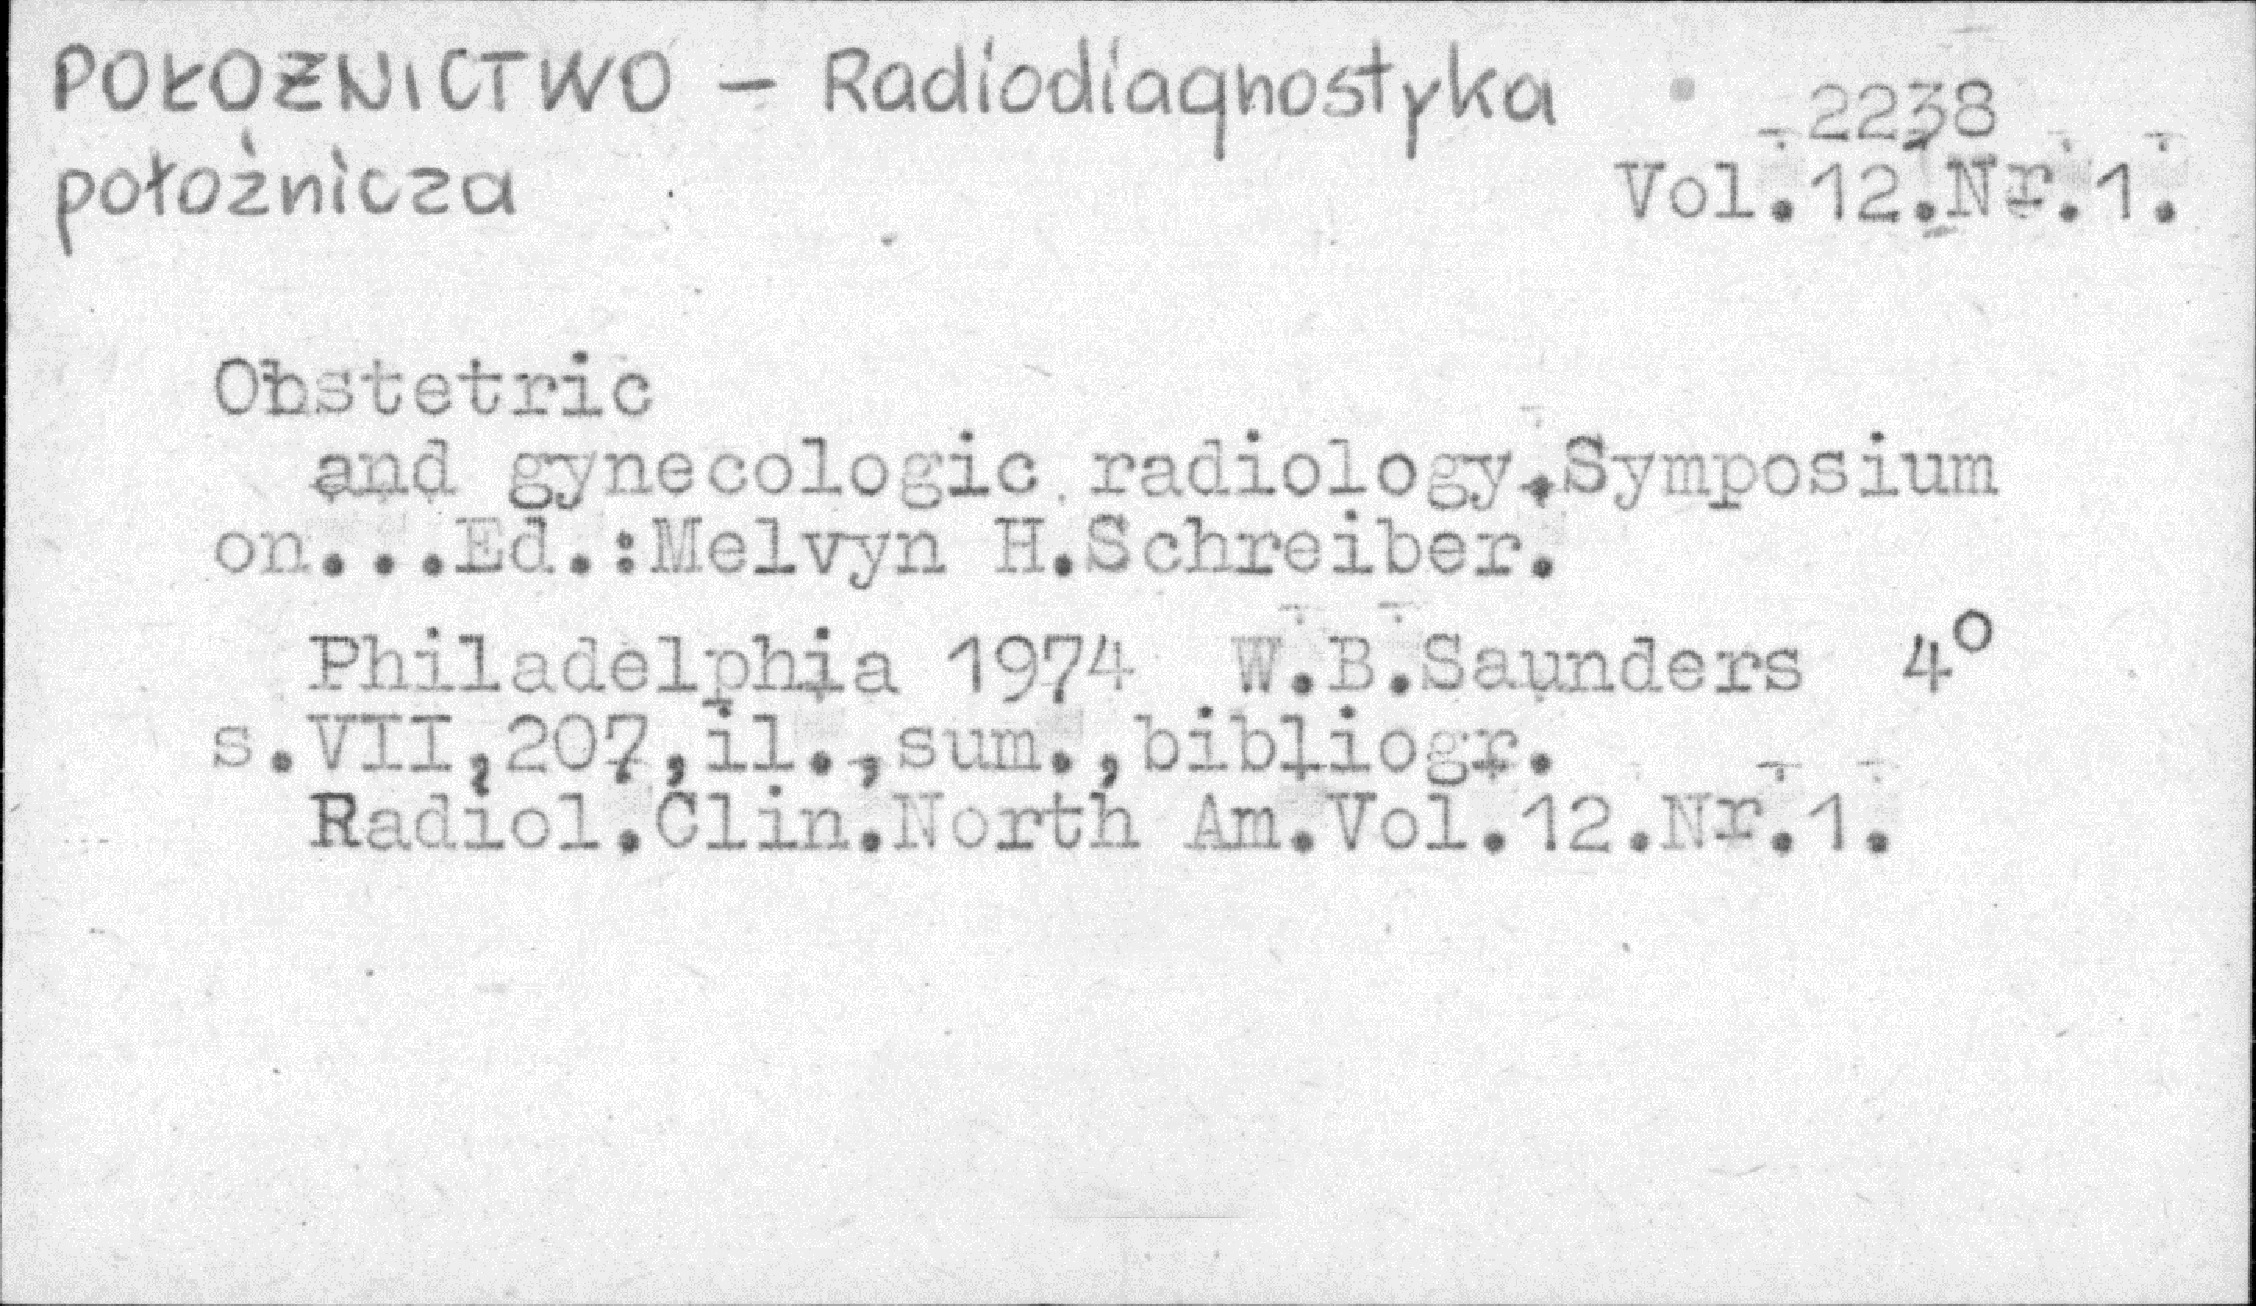 POŁOŻNICTWO – Radiodiagnostyka
położnicza
2238
Vol.12.Nr.1.
Obstetric
and gynecologic radiology.Symposium
on...Ed.:Melvyn H.Schreiber.
Philadelphia 1974 W.B.Saunders 4°
s.VII,207,il.,sum.,bibliogr.
Radiol.Clin.North Am.Vol.12.Nr.1.